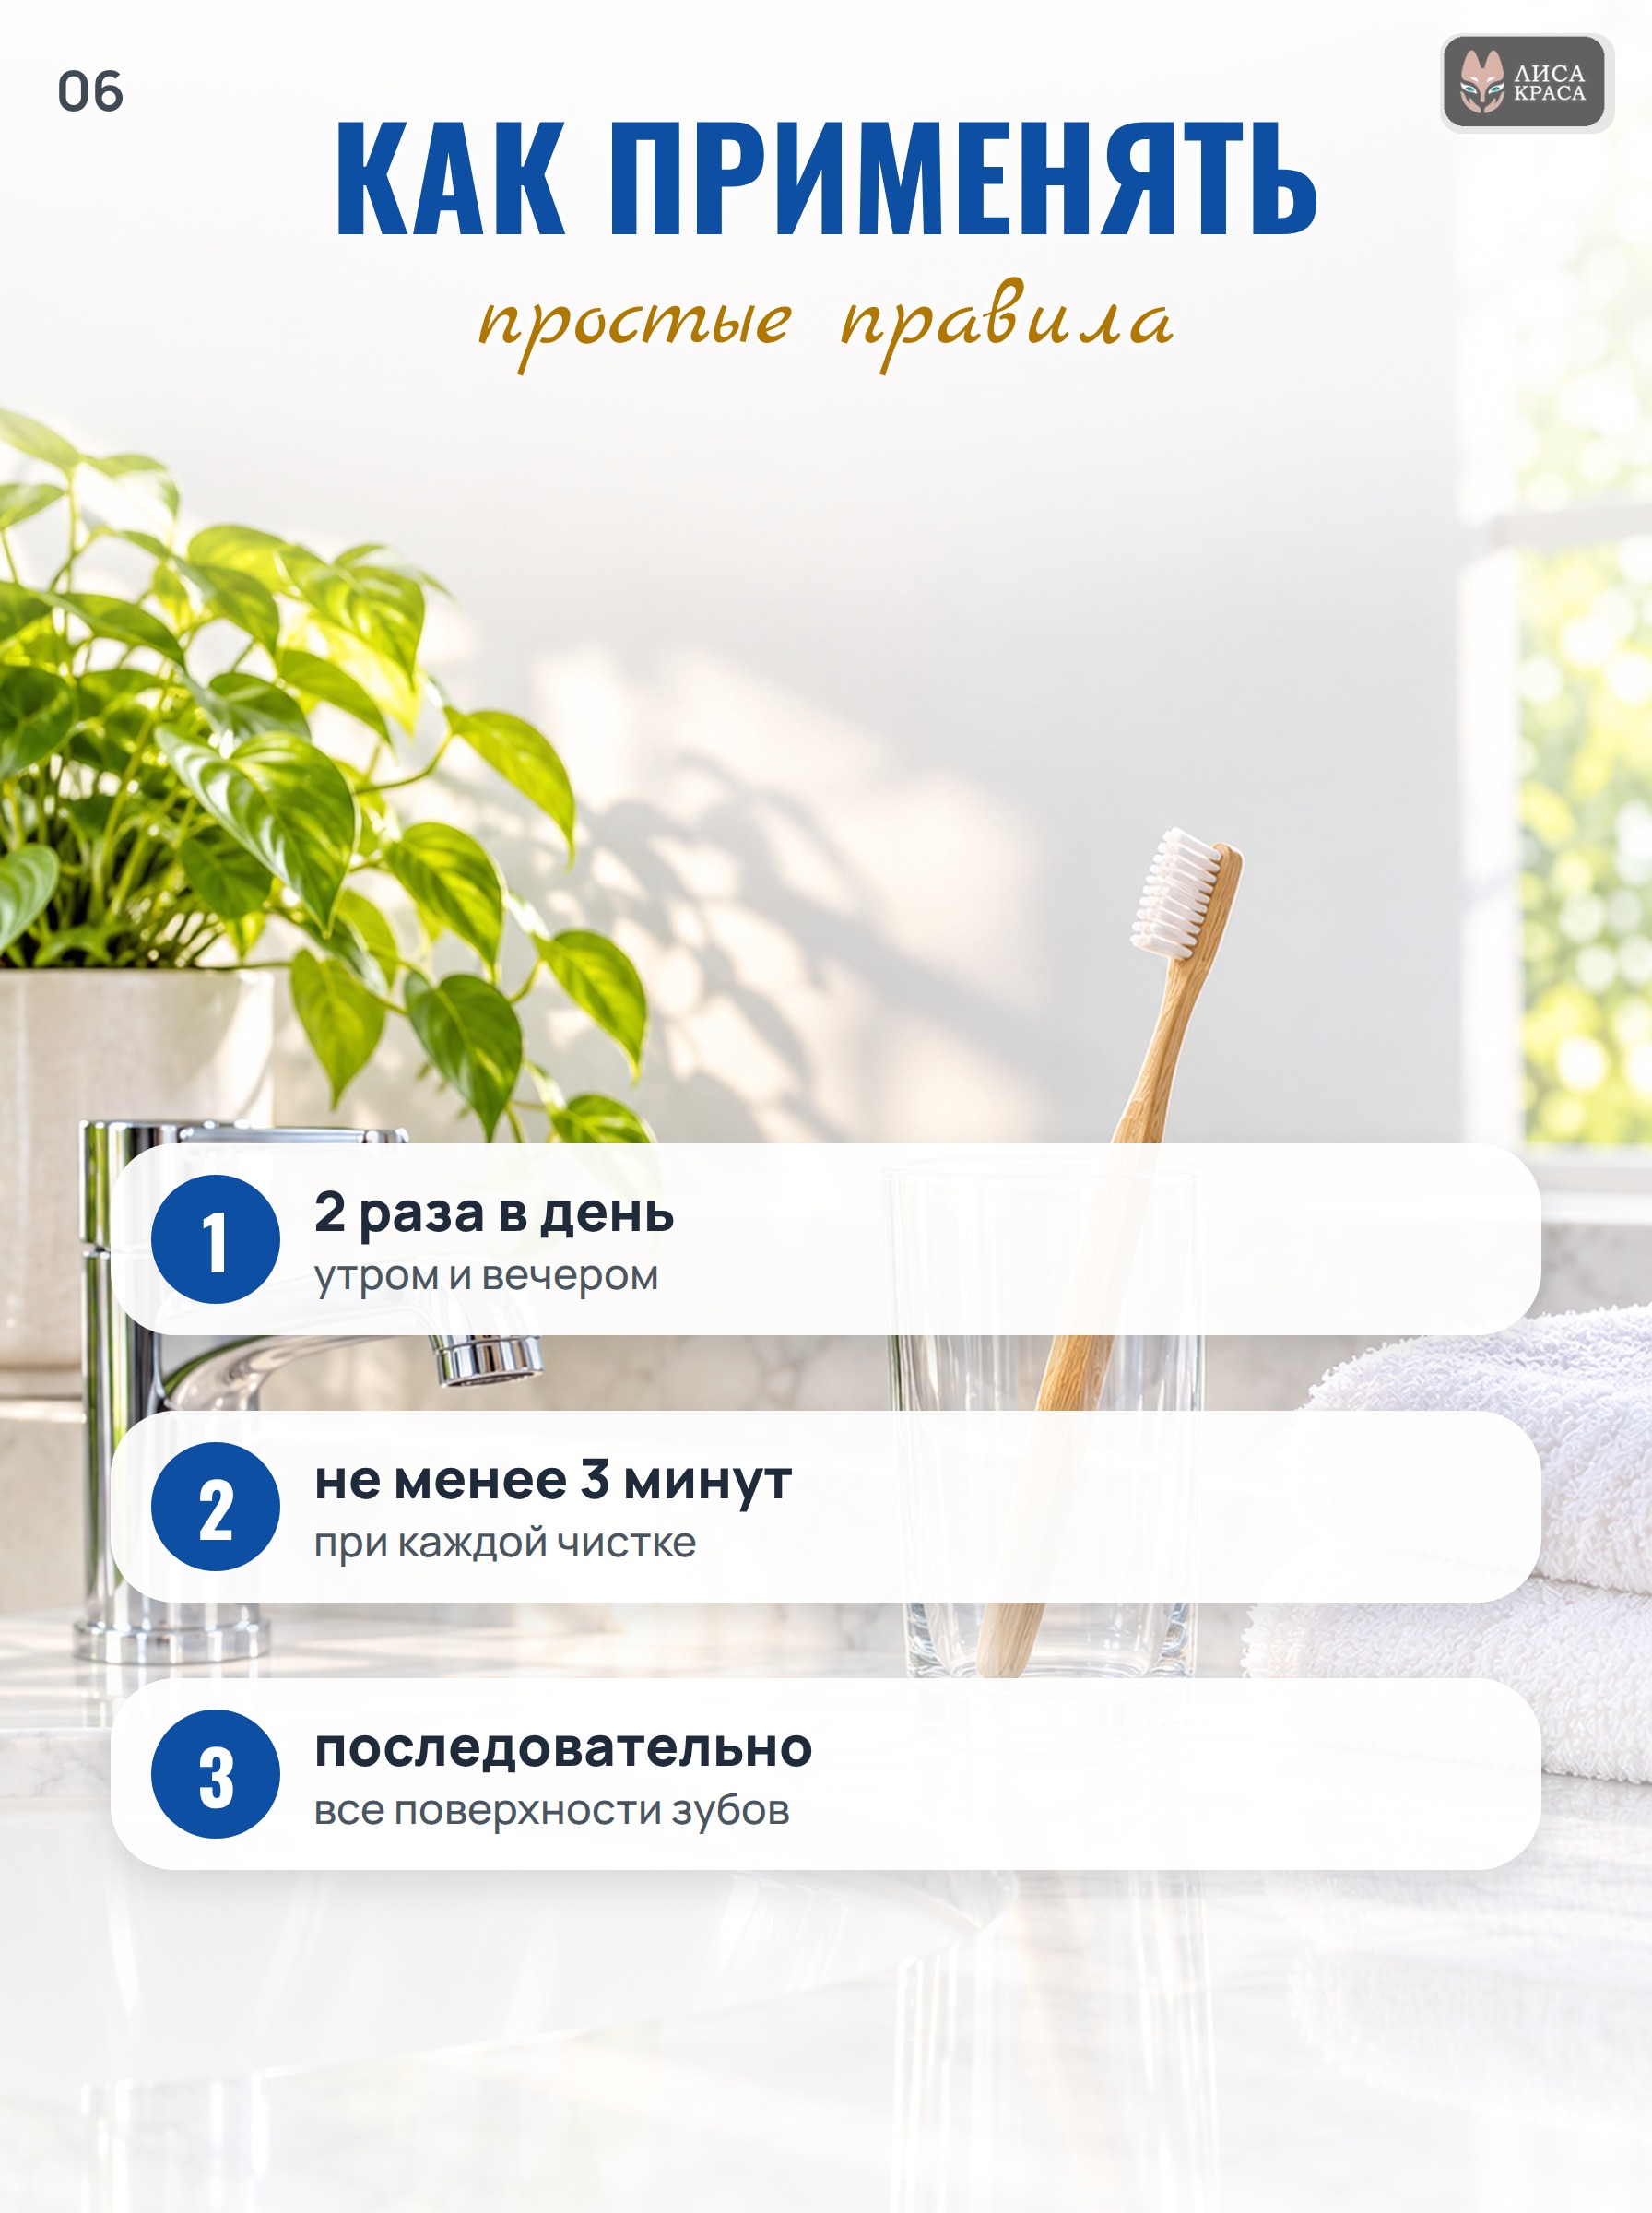 06
ЛИСА
КРАСА
КАК ПРИМЕНЯТЬ
простые правила
1
2 раза в день
утром и вечером
2
не менее 3 минут
при каждой чистке
3
последовательно
все поверхности зубов